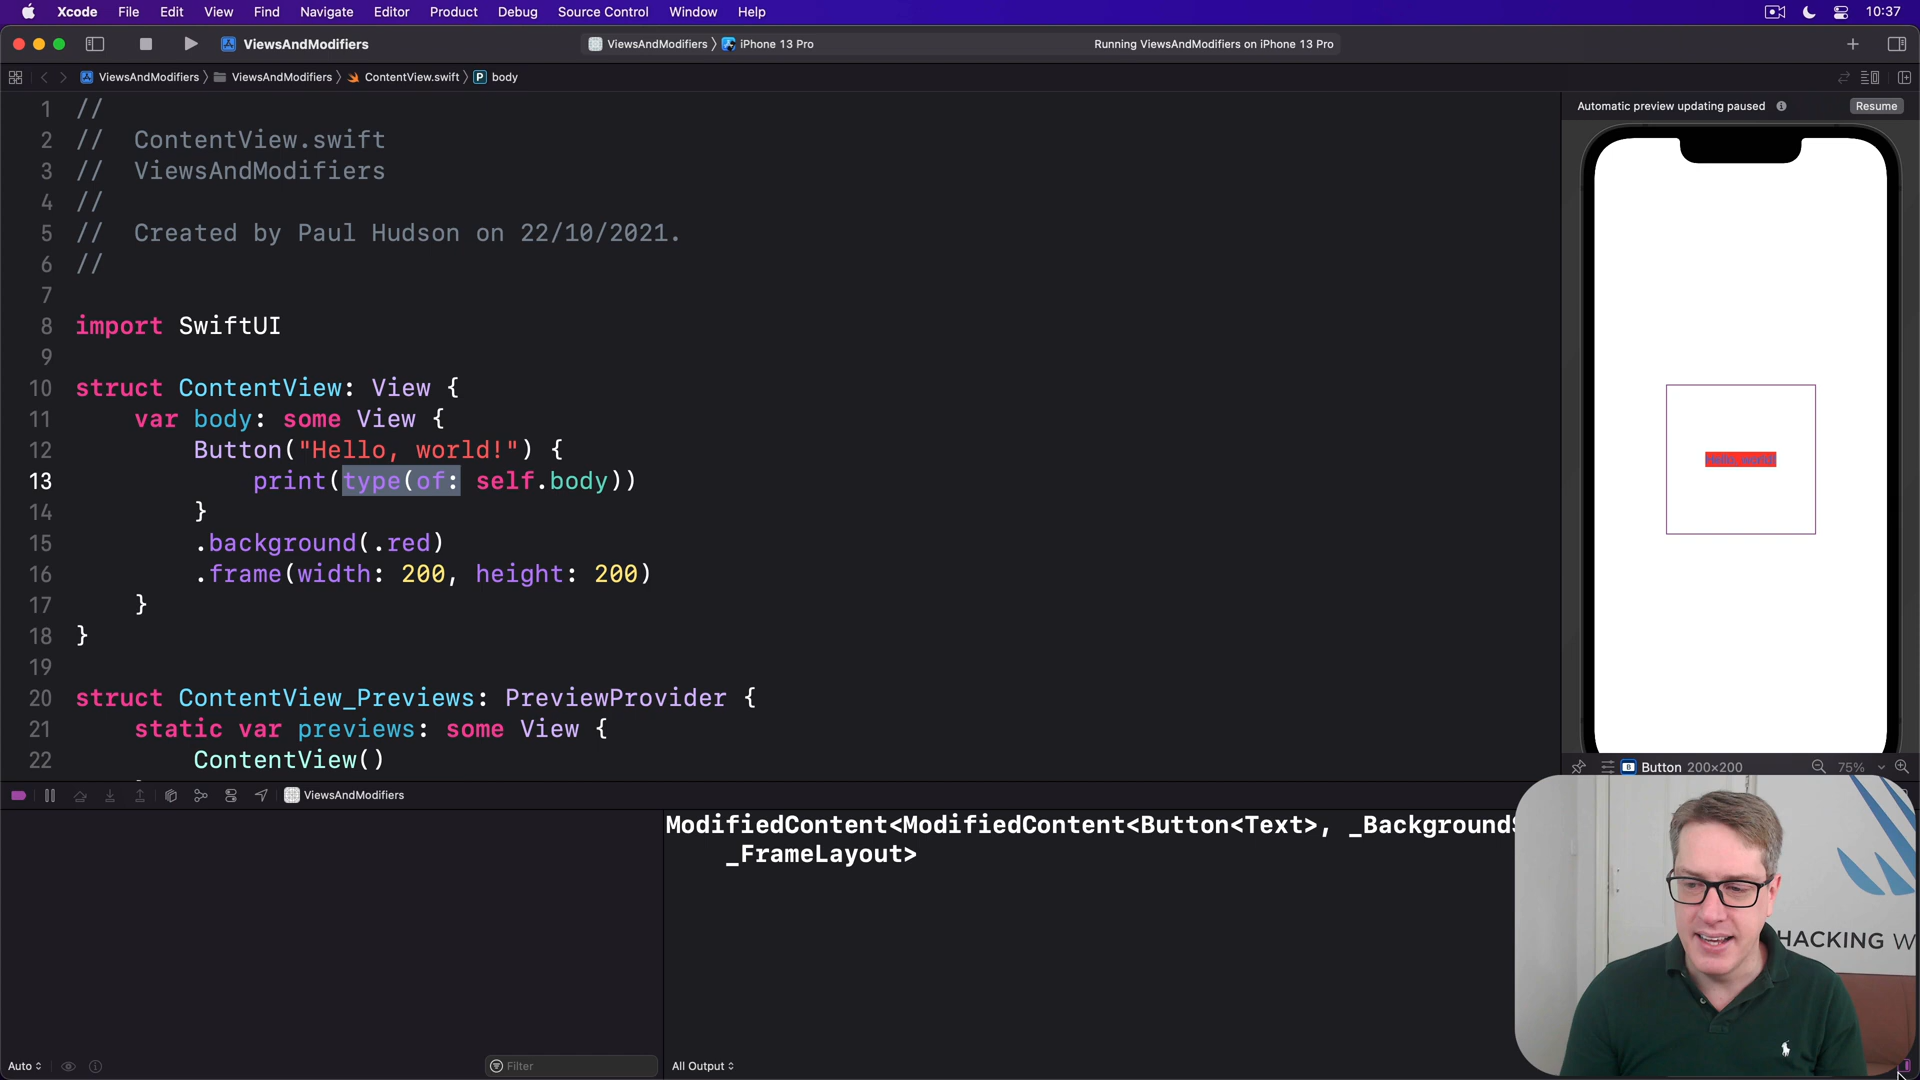 Xcode File Edit View Find Navigate Editor Product Debug Source Control Window Help 10:37
ViewsAndModifiers ViewsAndModifiers iPhone 13 Pro Running ViewsAndModifiers on iPhone 13 Pro
ViewsAndModifiers ViewsAndModifiers ContentView.swift P body
Automatic preview updating paused Resume
1 //
2 // ContentView.swift
3 // ViewsAndModifiers
4 //
5 // Created by Paul Hudson on 22/10/2021.
6 //
7
8 import SwiftUI
9
10 struct ContentView: View {
11 var body: some View {
12 Button("Hello, world!") {
13 print(type(of: self.body))
14 }
15 .background(.red)
16 .frame(width: 200, height: 200)
17 }
18 }
19
20 struct ContentView_Previews: PreviewProvider {
21 static var previews: some View {
22 ContentView()
Hello, world!
B Button 200×200 75%
ViewsAndModifiers
ModifiedContent<ModifiedContent<Button<Text>, _Background
_FrameLayout>
HACKING W
Auto Filter All Output